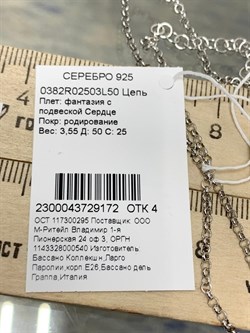 СЕРЕБРО 925
0382R02503L50 Цепь
Плет: фантазия с
подвеской Сердце
Покр: родирование
Вес: 3,55 Д: 50 С: 25
2300043729172 ОТК 4
ОСТ 117300295 Поставщик: ООО
М-Ритейл Владимир 1-я
Пионерская 24 оф 3, ОРГН
1143328000540 Изготовитель
Бассано Коллекшн,Ларго
Паролии,корп Е26,Бассано дель
Граппа,Италия